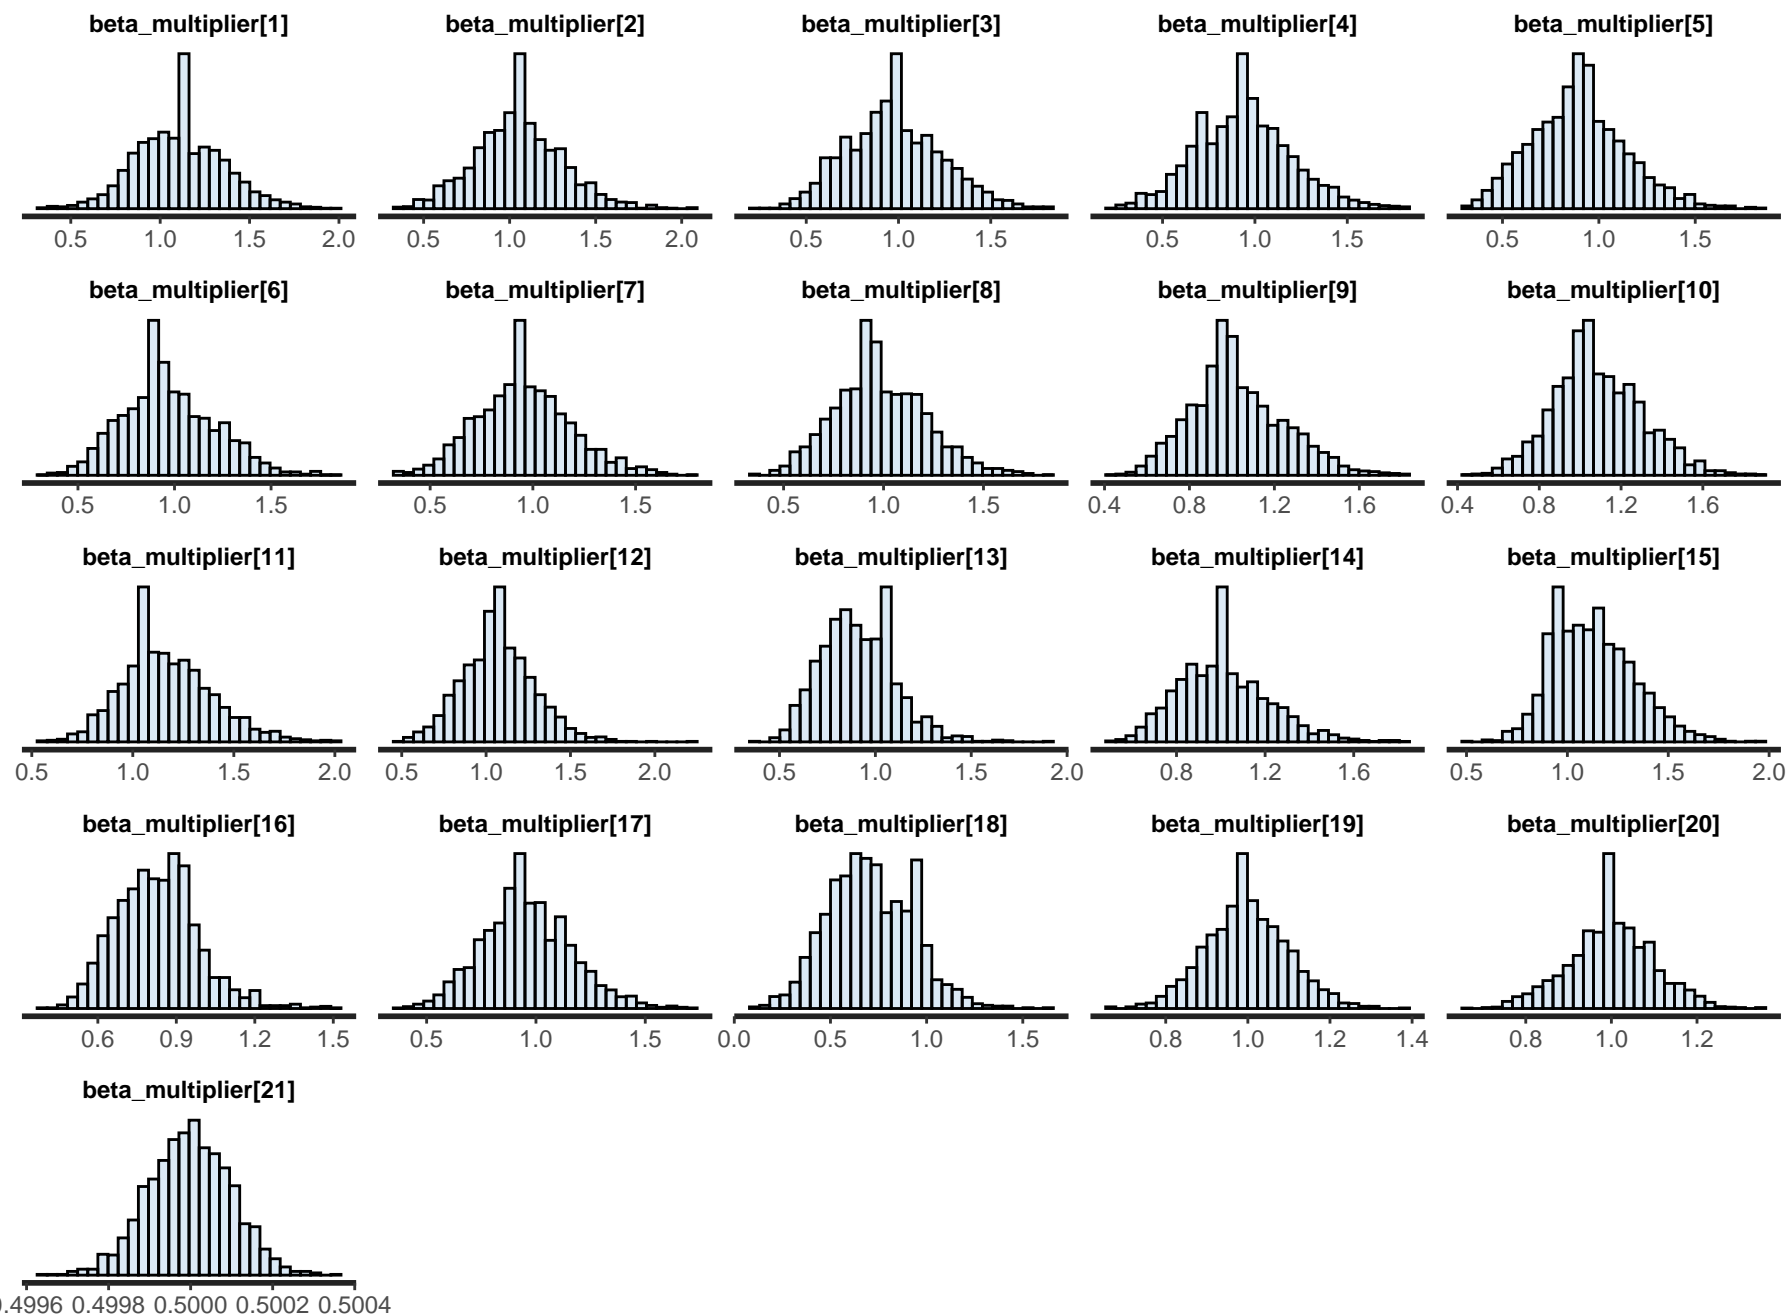 beta_multiplier[1] beta_multiplier[2] beta_multiplier[3] beta_multiplier[4] beta_multiplier[5]
0.5 1.0 1.5 2.0 0.5 1.0 1.5 2.0 0.5 1.0 1.5 0.5 1.0 1.5 0.5 1.0 1.5
beta_multiplier[6] beta_multiplier[7] beta_multiplier[8] beta_multiplier[9] beta_multiplier[10]
0.5 1.0 1.5 0.5 1.0 1.5 0.5 1.0 1.5 0.4 0.8 1.2 1.6 0.4 0.8 1.2 1.6
beta_multiplier[11] beta_multiplier[12] beta_multiplier[13] beta_multiplier[14] beta_multiplier[15]
0.5 1.0 1.5 2.0 0.5 1.0 1.5 2.0 0.5 1.0 1.5 2.0 0.8 1.2 1.6 0.5 1.0 1.5 2.0
beta_multiplier[16] beta_multiplier[17] beta_multiplier[18] beta_multiplier[19] beta_multiplier[20]
0.6 0.9 1.2 1.5 0.5 1.0 1.5 0.0 0.5 1.0 1.5 0.8 1.0 1.2 1.4 0.8 1.0 1.2
beta_multiplier[21]
0.4996 0.4998 0.5000 0.5002 0.5004